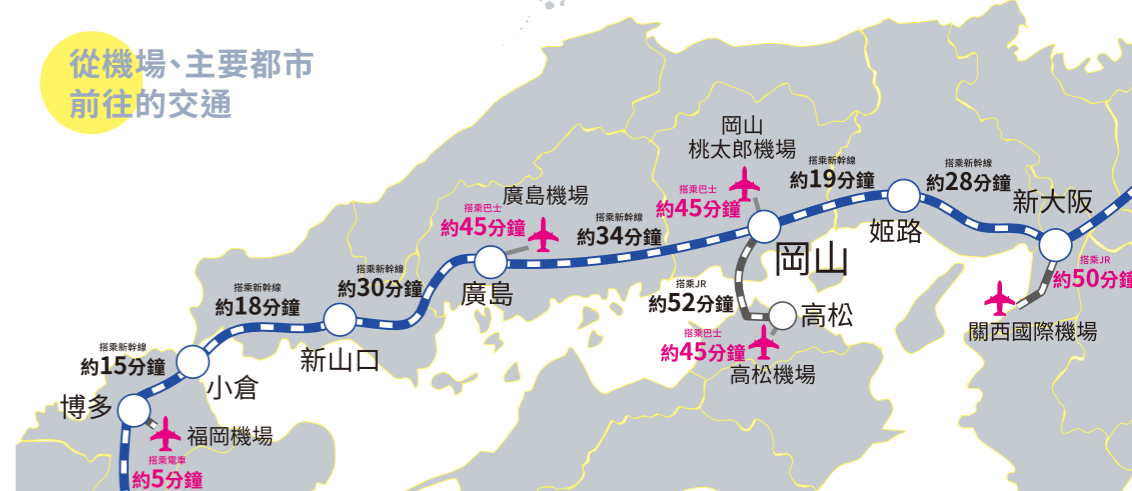 從機場、主要都市
前往的交通
岡山
桃太郎機場
搭乘巴士
約45分鐘
搭乘新幹線
約19分鐘
搭乘新幹線
約28分鐘
新大阪
廣島機場
搭乘巴士
約45分鐘
搭乘新幹線
約34分鐘
姬路
岡山
搭乘JR
約50分鐘
搭乘新幹線
約30分鐘
廣島
搭乘JR
約52分鐘
高松
關西國際機場
搭乘新幹線
約18分鐘
新山口
搭乘巴士
約45分鐘
高松機場
搭乘新幹線
約15分鐘
小倉
博多
福岡機場
搭乘電車
約5分鐘